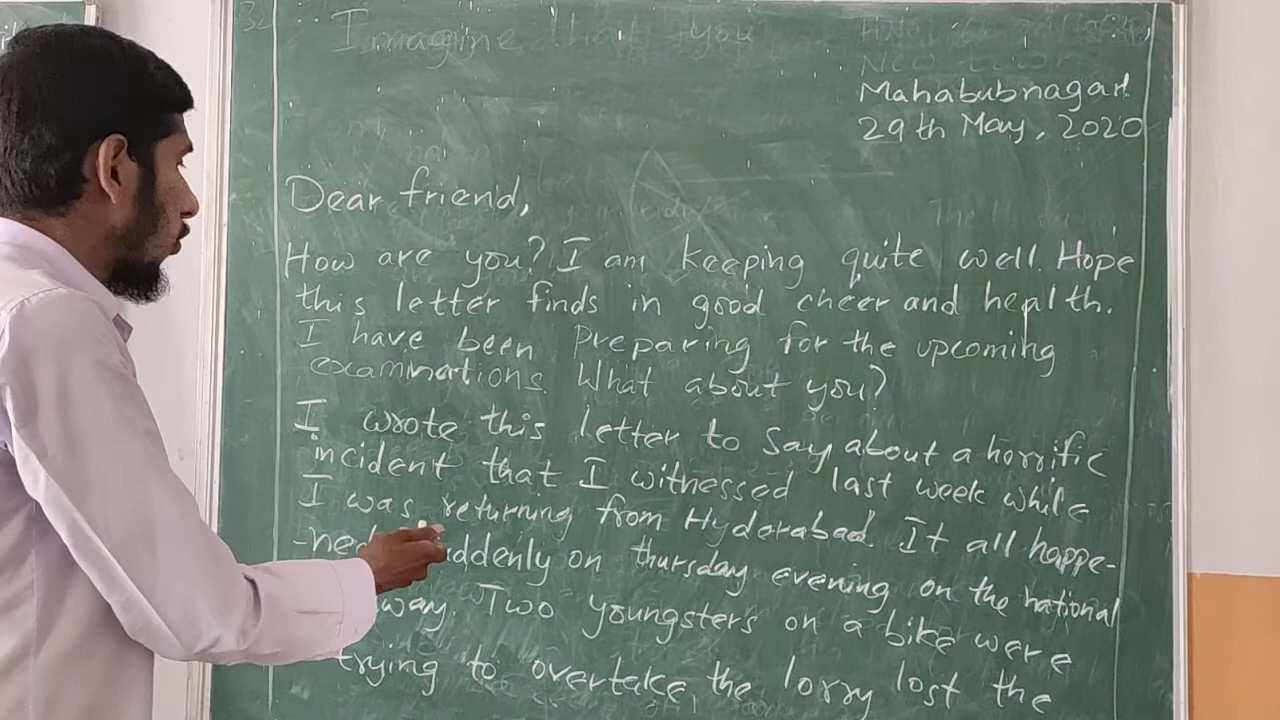 Imagine that you
Mahabubnagar
29th May, 2020
Dear friend,
How are you? I am keeping quite well. Hope
this letter finds in good cheer and health.
I have been preparing for the upcoming
examinations. What about you?
I wrote this letter to say about a horrific
incident that I witnessed last week while
I was returning from Hyderabad. It all happe-
suddenly on thursday evening on the national
way. Two youngsters on a bike were
trying to overtake the lorry lost the